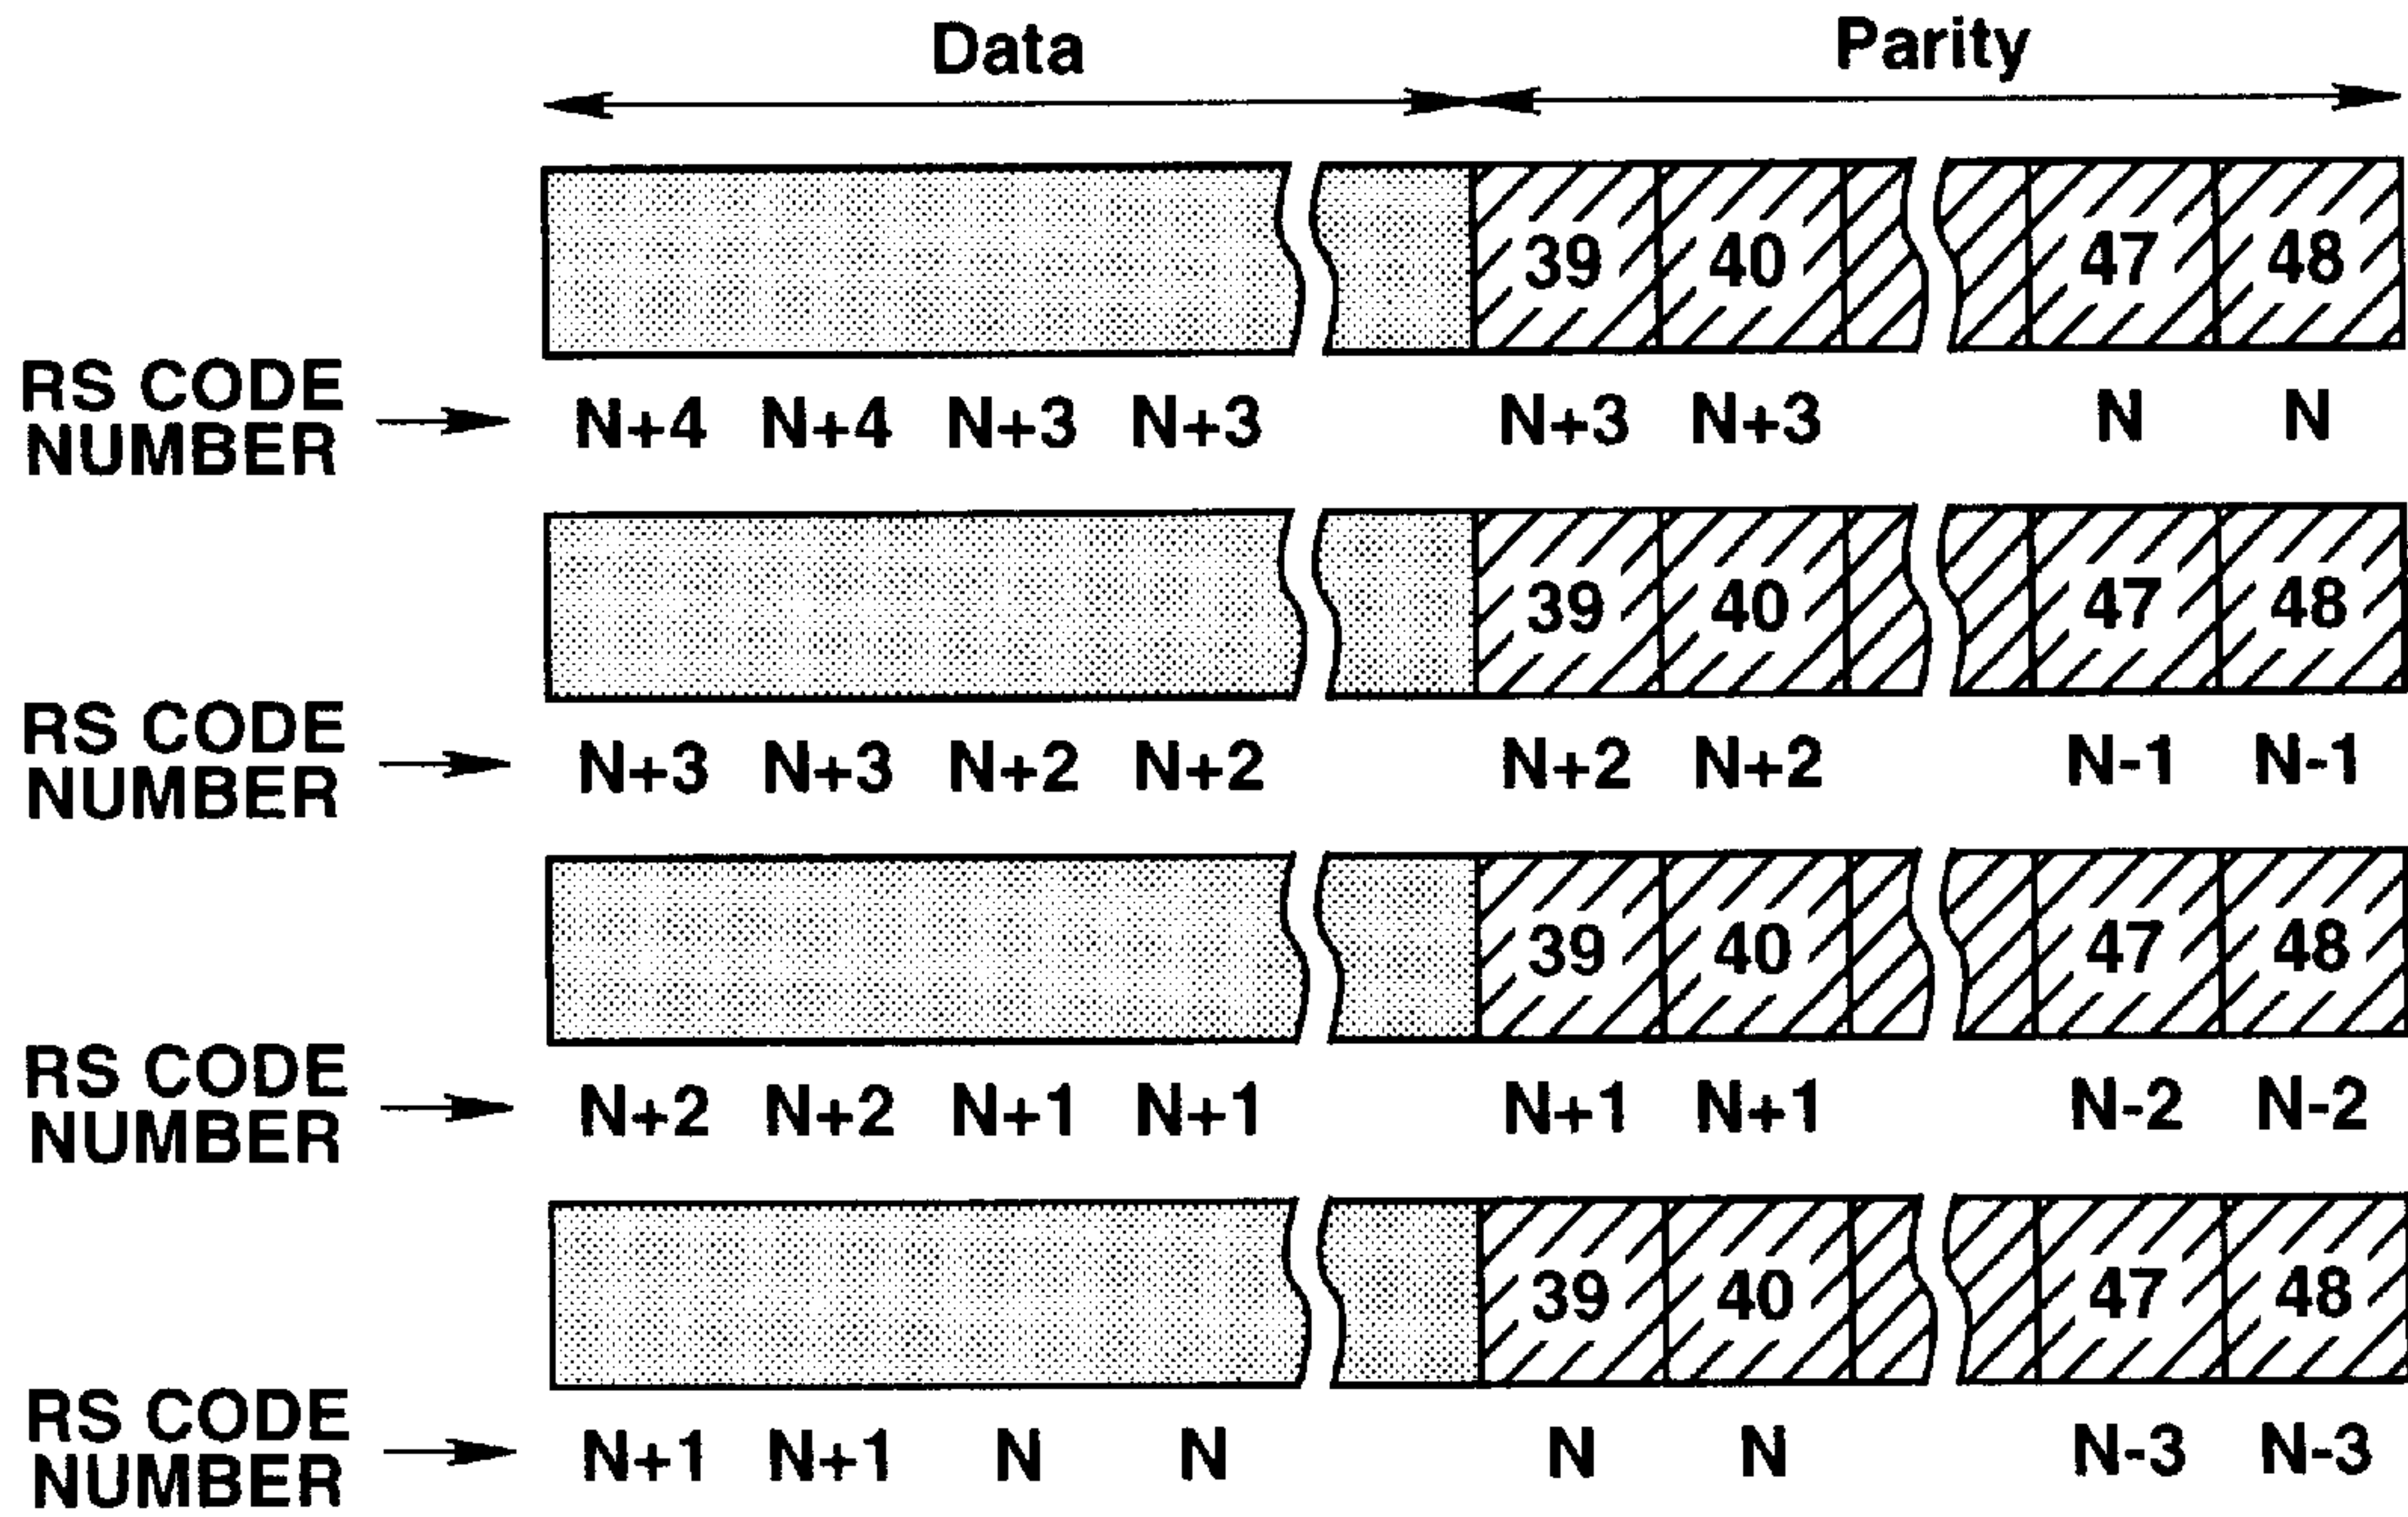 Data Parity
39 40 47 48
RS CODE
NUMBER
N+4 N+4 N+3 N+3 N+3 N+3 N N
39 40 47 48
RS CODE
NUMBER
N+3 N+3 N+2 N+2 N+2 N+2 N-1 N-1
39 40 47 48
RS CODE
NUMBER
N+2 N+2 N+1 N+1 N+1 N+1 N-2 N-2
39 40 47 48
RS CODE
NUMBER
N+1 N+1 N N N N N-3 N-3